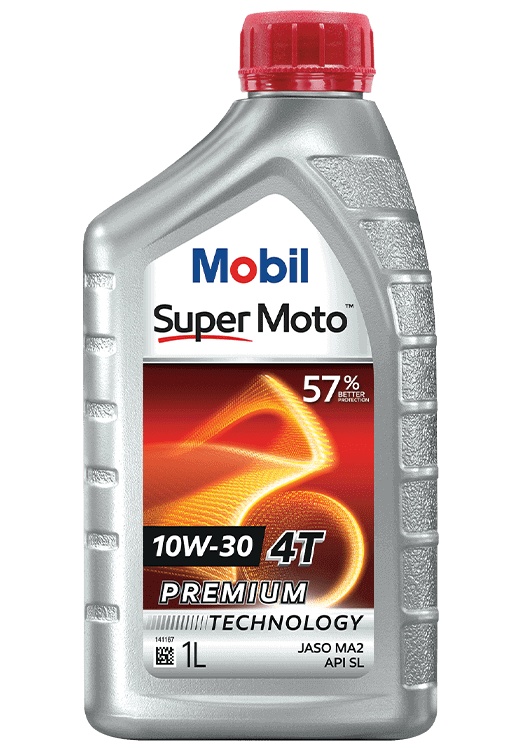 Mobil
Super Moto™
57% BETTER PROTECTION
10W-30 4T
PREMIUM
TECHNOLOGY
141167
1L
JASO MA2
API SL